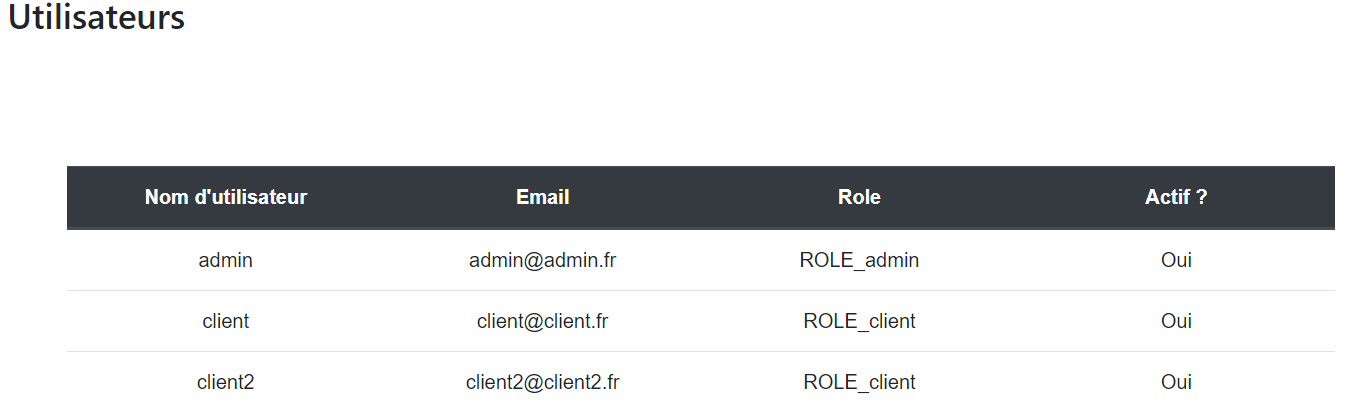 Utilisateurs
Nom d'utilisateur Email Role Actif ?
admin admin@admin.fr ROLE_admin Oui
client client@client.fr ROLE_client Oui
client2 client2@client2.fr ROLE_client Oui